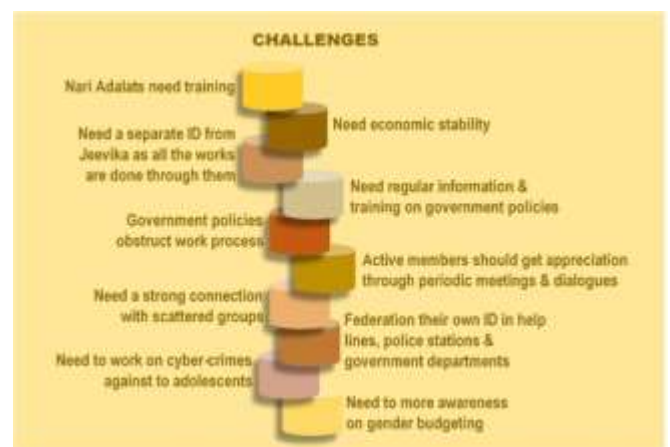 CHALLENGES
Nari Adalats need training
Need economic stability
Need a separate ID from
Jeevika as all the works
are done through them
Need regular information &
training on government policies
Government policies
obstruct work process
Active members should get appreciation
through periodic meetings & dialogues
Need a strong connection
with scattered groups
Federation their own ID in help
lines, police stations &
government departments
Need to work on cyber-crimes
against to adolescents
Need to more awareness
on gender budgeting